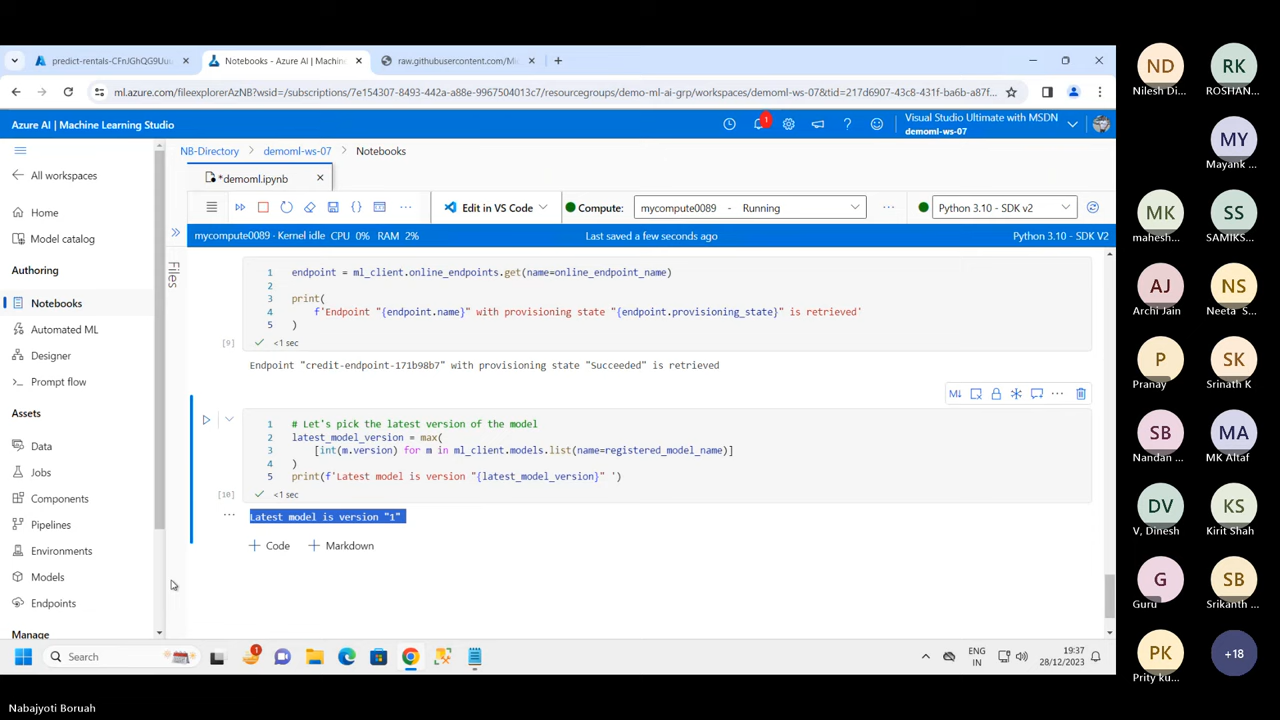 predict-rentals-CFnJGhQG9Uu
Notebooks - Azure AI | Machine
raw.githubusercontent.com/Mi
ml.azure.com/fileexplorerAzNB?wsid=/subscriptions/7e154307-8493-442a-a88e-9967504013c7/resourcegroups/demo-ml-ai-grp/workspaces/demoml-ws-07&tid=217d6907-43c8-431f-ba6b-a87f...
Azure AI | Machine Learning Studio
1
Visual Studio Ultimate with MSDN
demoml-ws-07
All workspaces
Home
Model catalog
Authoring
Notebooks
Automated ML
Designer
Prompt flow
Assets
Data
Jobs
Components
Pipelines
Environments
Models
Endpoints
Manage
NB-Directory > demoml-ws-07 > Notebooks
*demoml.ipynb
Edit in VS Code
Compute: mycompute0089 - Running
Python 3.10 - SDK v2
mycompute0089 · Kernel idle CPU 0% RAM 2%
Last saved a few seconds ago
Python 3.10 - SDK V2
Files
1 endpoint = ml_client.online_endpoints.get(name=online_endpoint_name)
2
3 print(
4 f'Endpoint "{endpoint.name}" with provisioning state "{endpoint.provisioning_state}" is retrieved'
5 )
[9] <1 sec
Endpoint "credit-endpoint-171b98b7" with provisioning state "Succeeded" is retrieved
M↓
1 # Let's pick the latest version of the model
2 latest_model_version = max(
3 [int(m.version) for m in ml_client.models.list(name=registered_model_name)]
4 )
5 print(f'Latest model is version "{latest_model_version}" ')
[10] <1 sec
Latest model is version "1"
+ Code + Markdown
Search
1
ENG
IN
19:37
28/12/2023
ND
Nilesh Di...
RK
ROSHAN...
MY
Mayank ...
MK
mahesh...
SS
SAMIKS...
AJ
Archi Jain
NS
Neeta S...
P
Pranay
SK
Srinath K
SB
Nandan ...
MA
MK Altaf
DV
V, Dinesh
KS
Kirit Shah
G
Guru
SB
Srikanth ...
PK
Prity ku...
+18
Nabajyoti Boruah